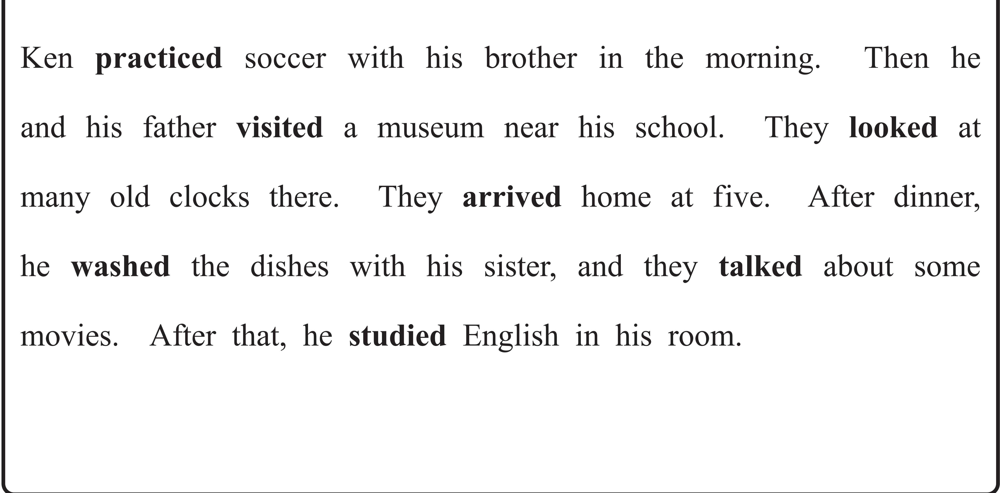 Ken practiced soccer with his brother in the morning. Then he
and his father visited a museum near his school. They looked at
many old clocks there. They arrived home at five. After dinner,
he washed the dishes with his sister, and they talked about some
movies. After that, he studied English in his room.